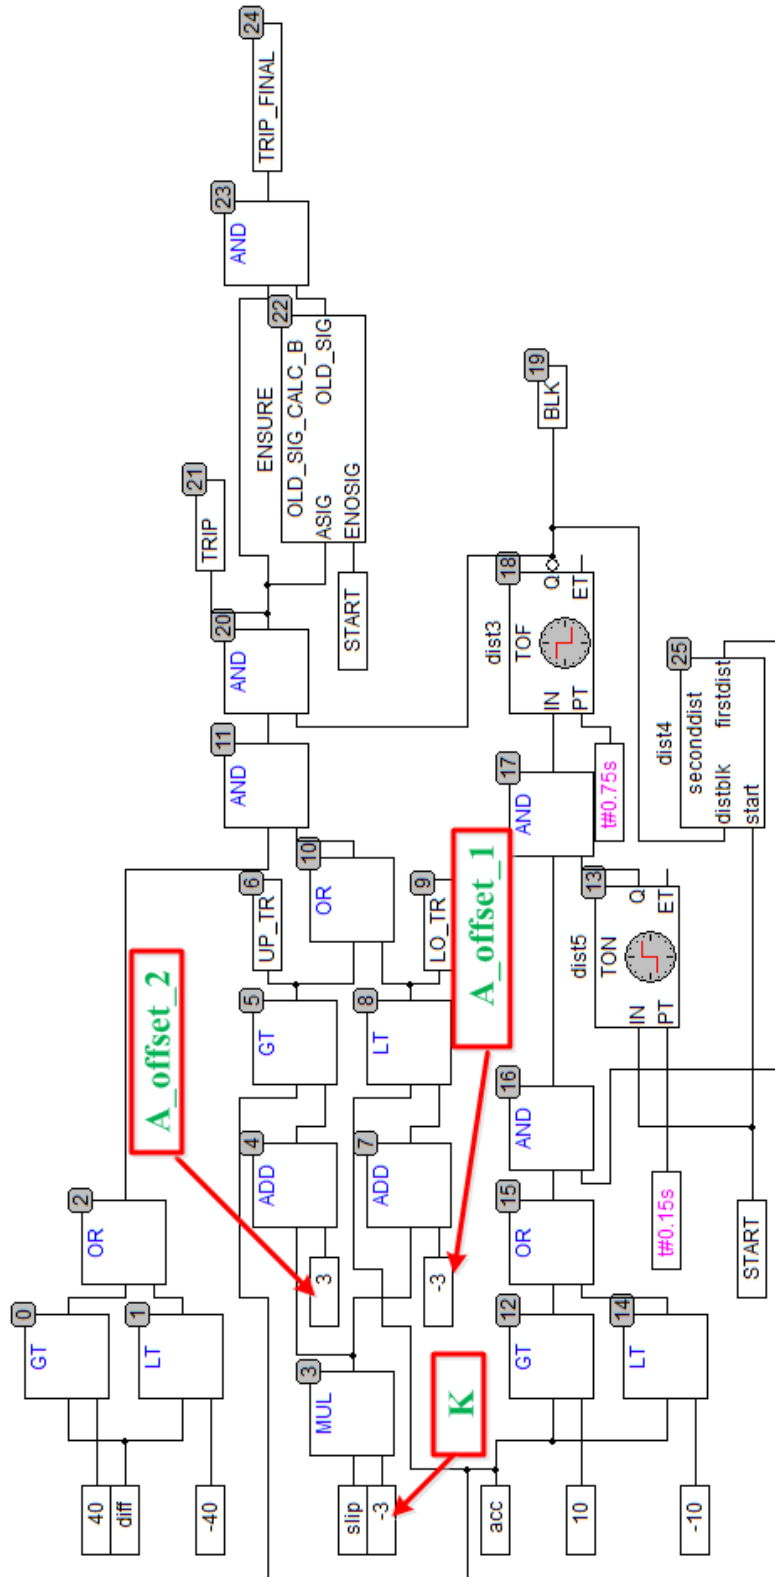 40
diff
-40
0
GT
1
LT
2
OR
slip
-3
3
MUL
3
-3
4
ADD
7
ADD
5
GT
8
LT
6
UP_TR
9
LO_TR
10
OR
11
AND
20
AND
21
TRIP
START
ENSURE
22
OLD_SIG_CALC_B
ASIG
OLD_SIG
ENOSIG
23
AND
24
TRIP_FINAL
A_offset_2
A_offset_1
K
acc
10
-10
12
GT
14
LT
15
OR
16
AND
START
t#0.15s
dist5
13
TON
IN
Q
PT
ET
17
AND
t#0.75s
dist3
18
TOF
IN
Q
PT
ET
19
BLK
dist4
25
seconddist
distblk
firstdist
start